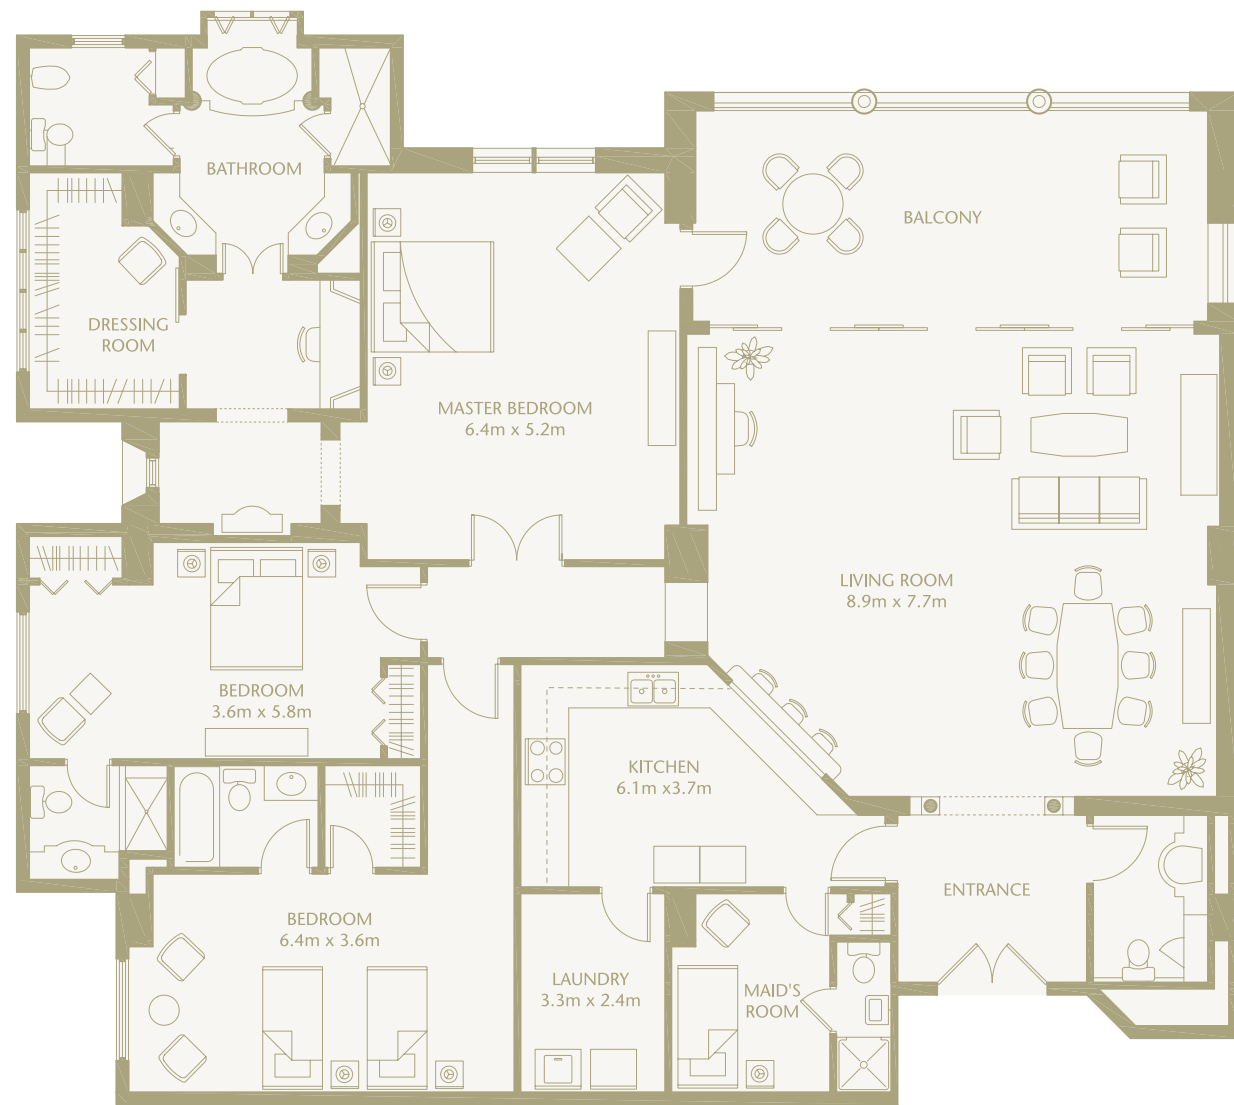 BATHROOM
BALCONY
DRESSING
ROOM
MASTER BEDROOM
6.4m x 5.2m
LIVING ROOM
8.9m x 7.7m
BEDROOM
3.6m x 5.8m
KITCHEN
6.1m x3.7m
ENTRANCE
BEDROOM
6.4m x 3.6m
LAUNDRY
3.3m x 2.4m
MAID'S
ROOM